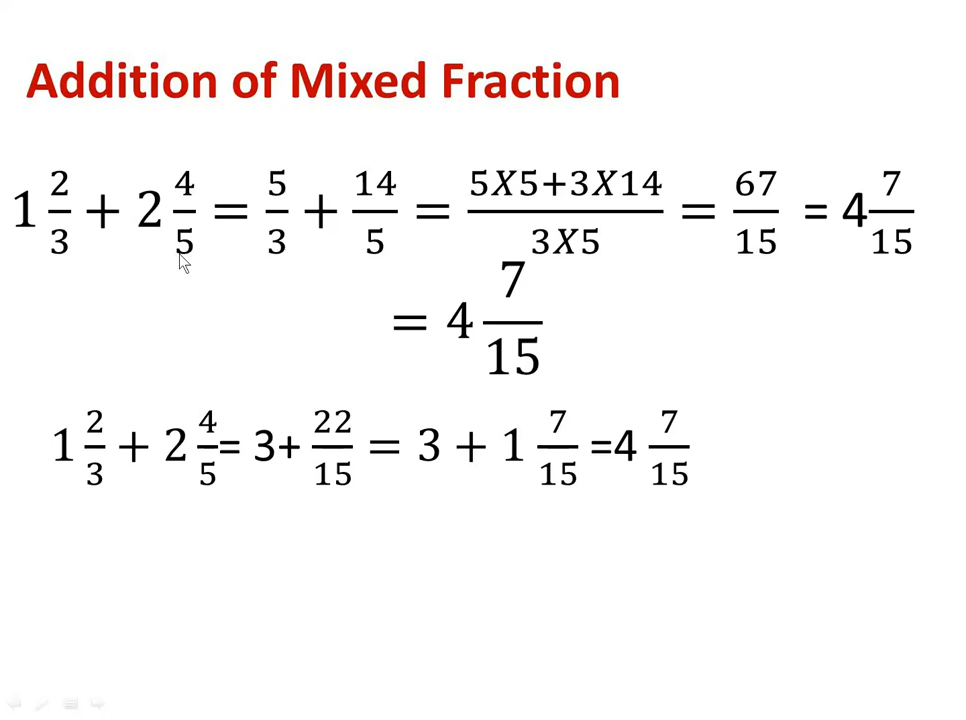 Addition of Mixed Fraction
1 2/3 + 2 4/5 = 5/3 + 14/5 = 5X5+3X14/3X5 = 67/15 = 4 7/15
= 4 7/15
1 2/3 + 2 4/5 = 3+ 22/15 = 3 + 1 7/15 =4 7/15